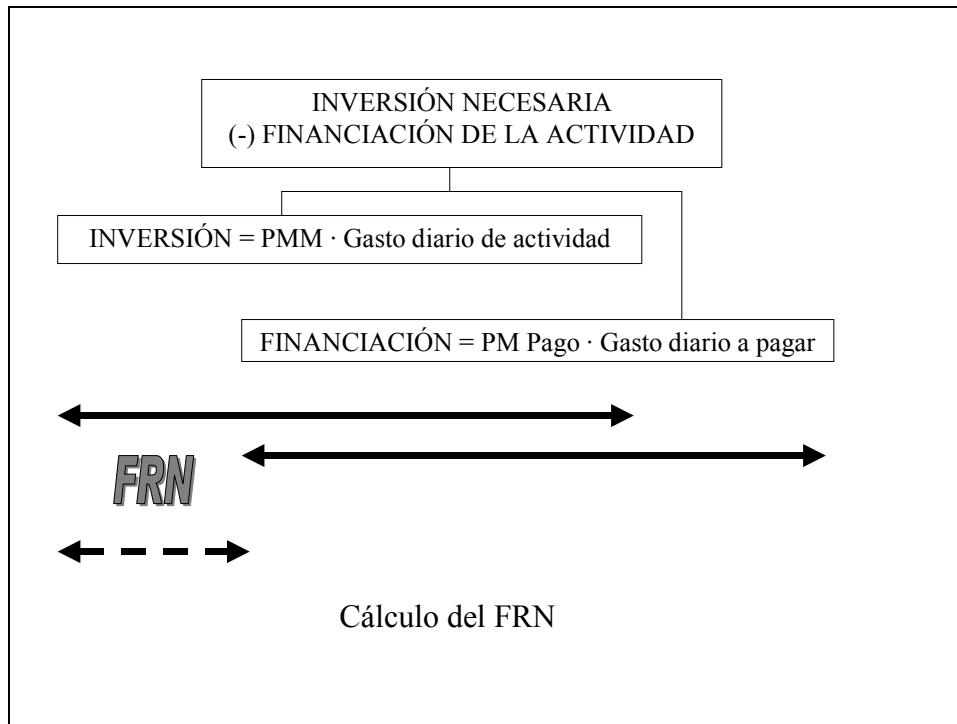 INVERSIÓN NECESARIA
(-) FINANCIACIÓN DE LA ACTIVIDAD
INVERSIÓN = PMM · Gasto diario de actividad
FINANCIACIÓN = PM Pago · Gasto diario a pagar
FRN
Cálculo del FRN